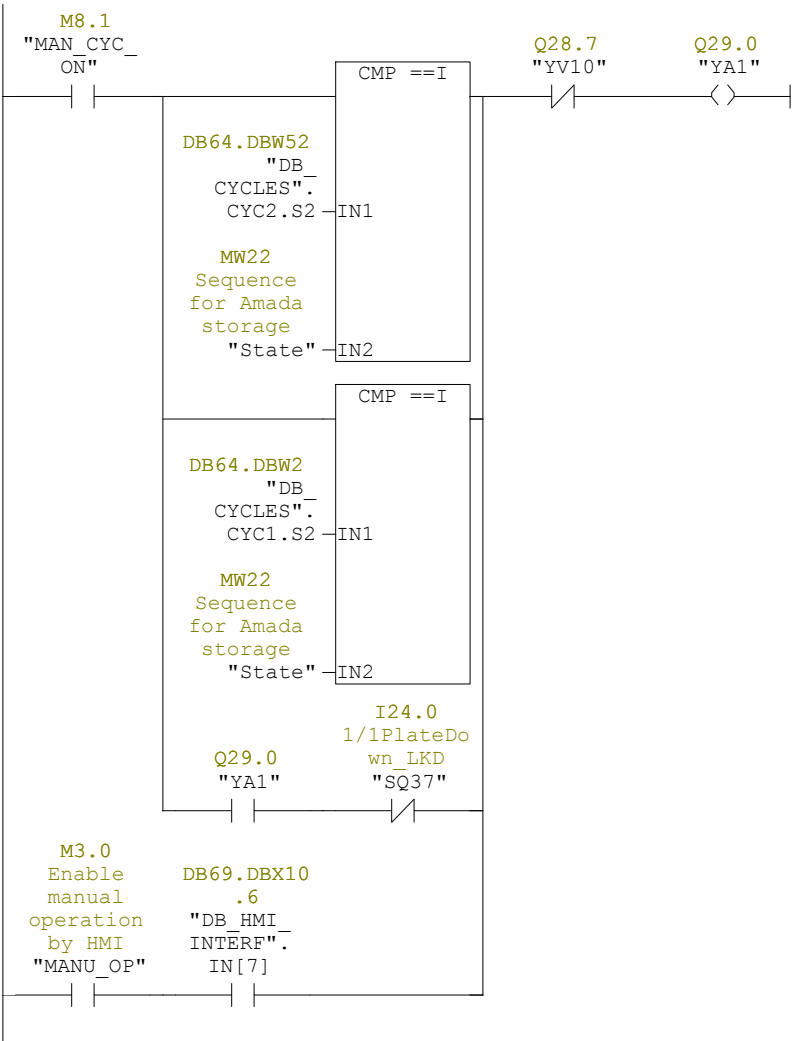 M8.1
"MAN_CYC_
ON"
Q28.7
"YV10"
Q29.0
"YA1"
CMP ==I
DB64.DBW52
"DB_
CYCLES".
CYC2.S2
IN1
MW22
Sequence
for Amada
storage
"State"
IN2
CMP ==I
DB64.DBW2
"DB_
CYCLES".
CYC1.S2
IN1
MW22
Sequence
for Amada
storage
"State"
IN2
Q29.0
"YA1"
I24.0
1/1PlateDo
wn_LKD
"SQ37"
M3.0
Enable
manual
operation
by HMI
"MANU_OP"
DB69.DBX10
.6
"DB_HMI_
INTERF".
IN[7]